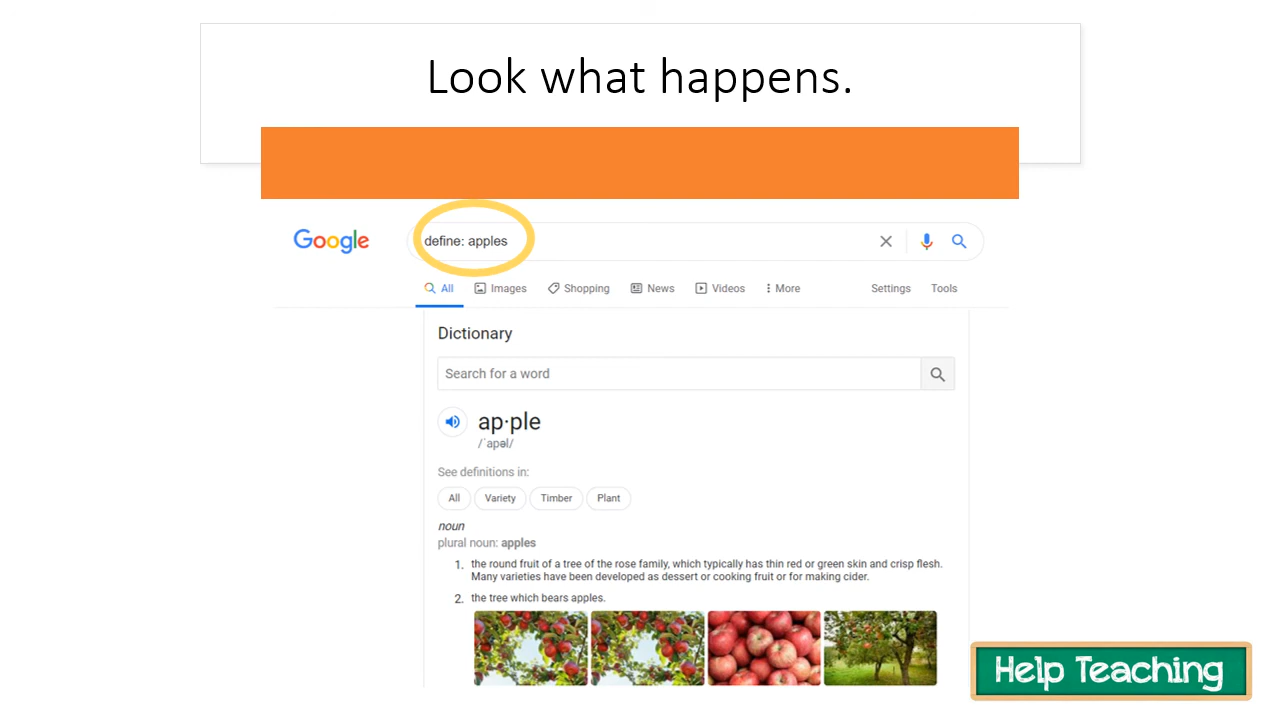 Look what happens.
Google
define: apples
All Images Shopping News Videos More Settings Tools
Dictionary
Search for a word
ap·ple
/ˈapəl/
See definitions in:
All Variety Timber Plant
noun
plural noun: apples
1. the round fruit of a tree of the rose family, which typically has thin red or green skin and crisp flesh.
Many varieties have been developed as dessert or cooking fruit or for making cider.
2. the tree which bears apples.
Help Teaching